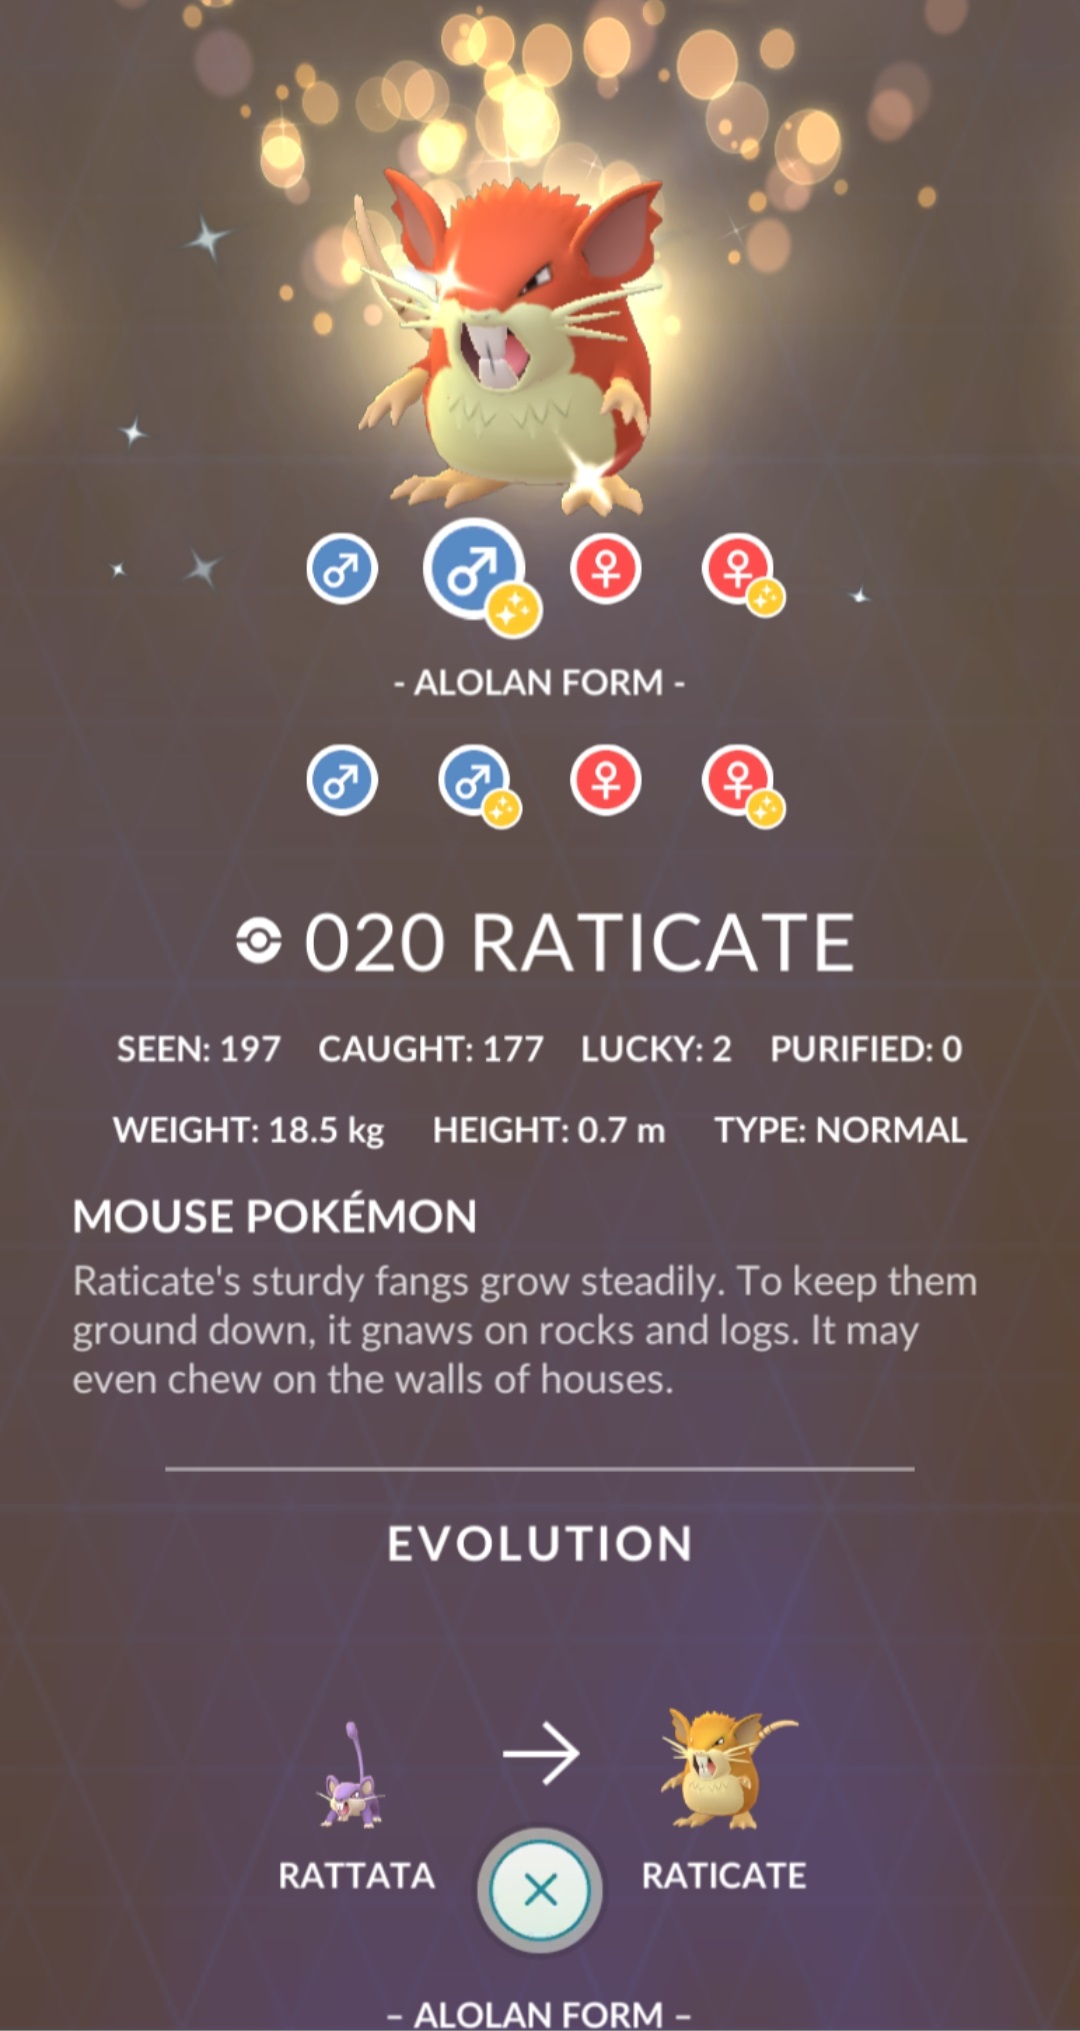 - ALOLAN FORM -
020 RATICATE
SEEN: 197 CAUGHT: 177 LUCKY: 2 PURIFIED: 0
WEIGHT: 18.5 kg HEIGHT: 0.7 m TYPE: NORMAL
MOUSE POKÉMON
Raticate's sturdy fangs grow steadily. To keep them
ground down, it gnaws on rocks and logs. It may
even chew on the walls of houses.
EVOLUTION
RATTATA RATICATE
– ALOLAN FORM –